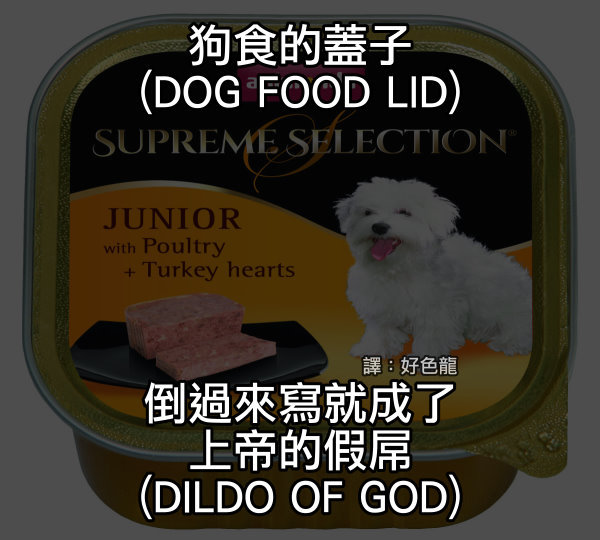 狗食的蓋子
(DOG FOOD LID)
SUPREME SELECTION®
JUNIOR
with Poultry
+ Turkey hearts
譯：好色龍
倒過來寫就成了
上帝的假屌
(DILDO OF GOD)